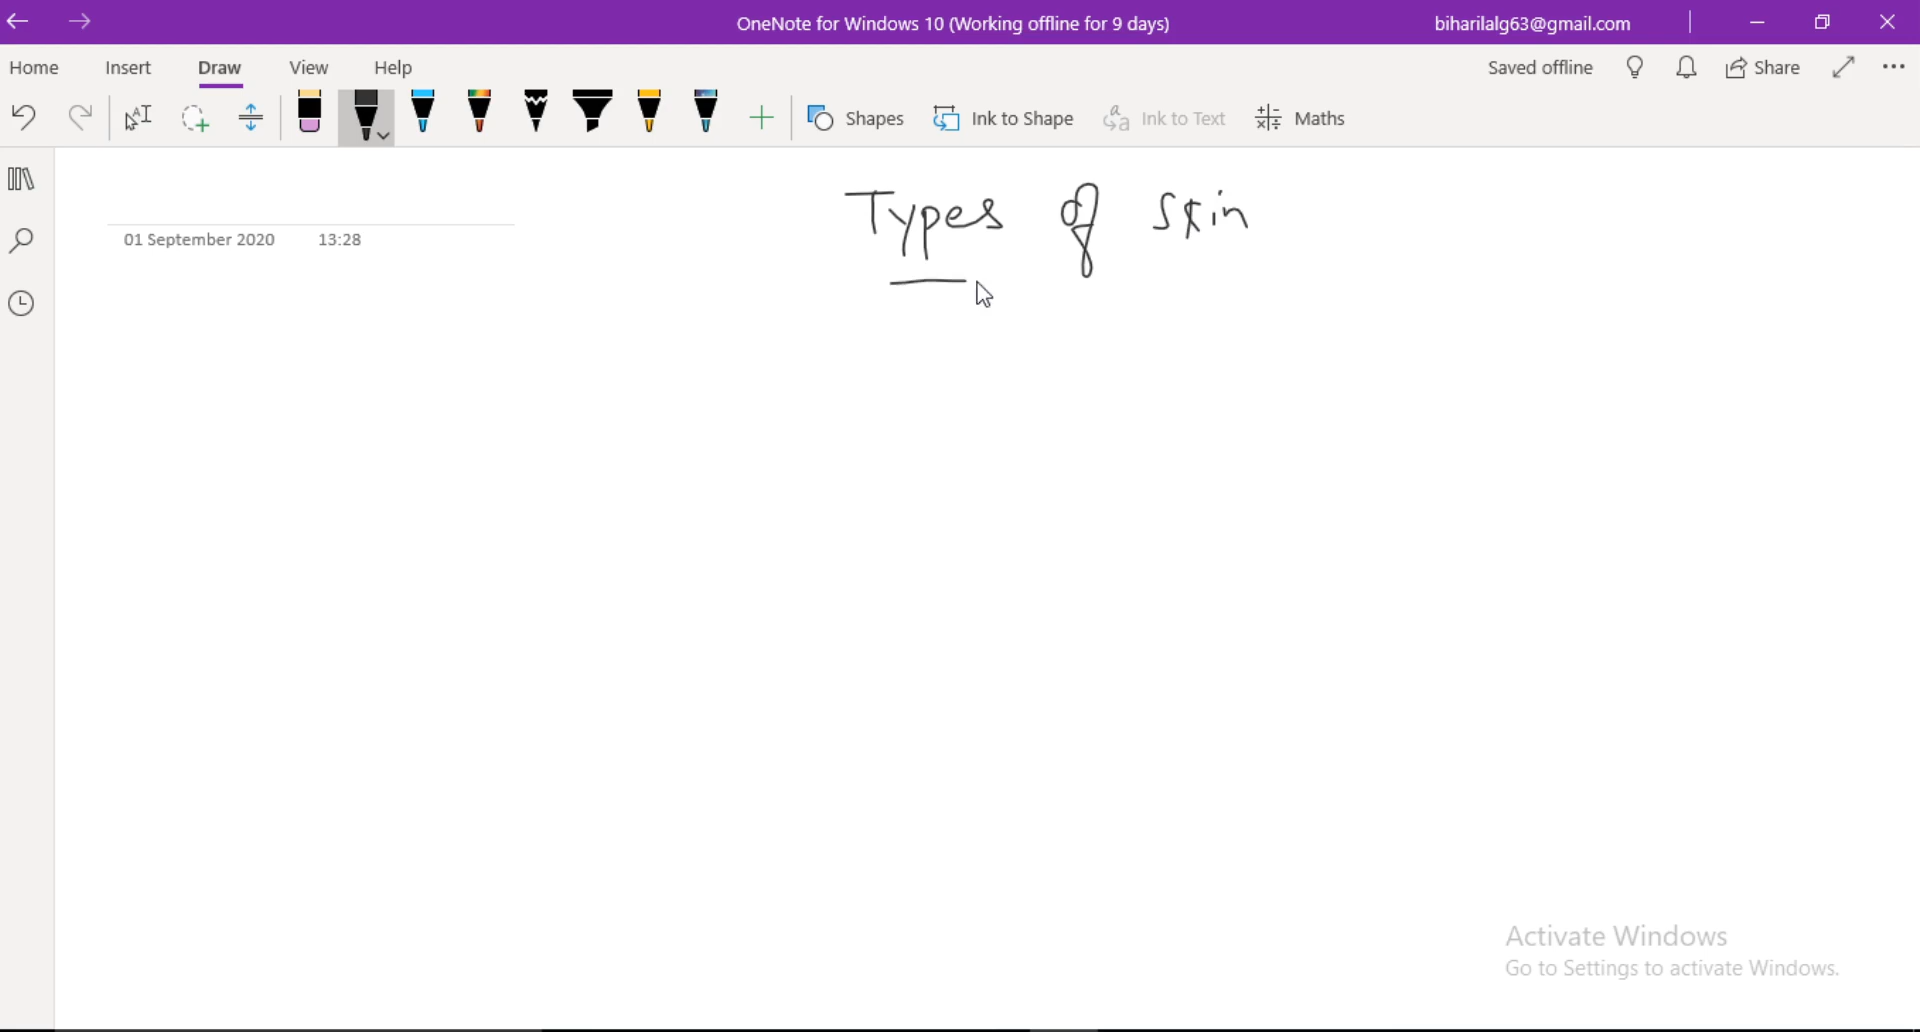 OneNote for Windows 10 (Working offline for 9 days) biharilalg63@gmail.com
Home Insert Draw View Help Saved offline Share
Shapes Ink to Shape Ink to Text Maths
Types of skin
01 September 2020 13:28
Activate Windows
Go to Settings to activate Windows.